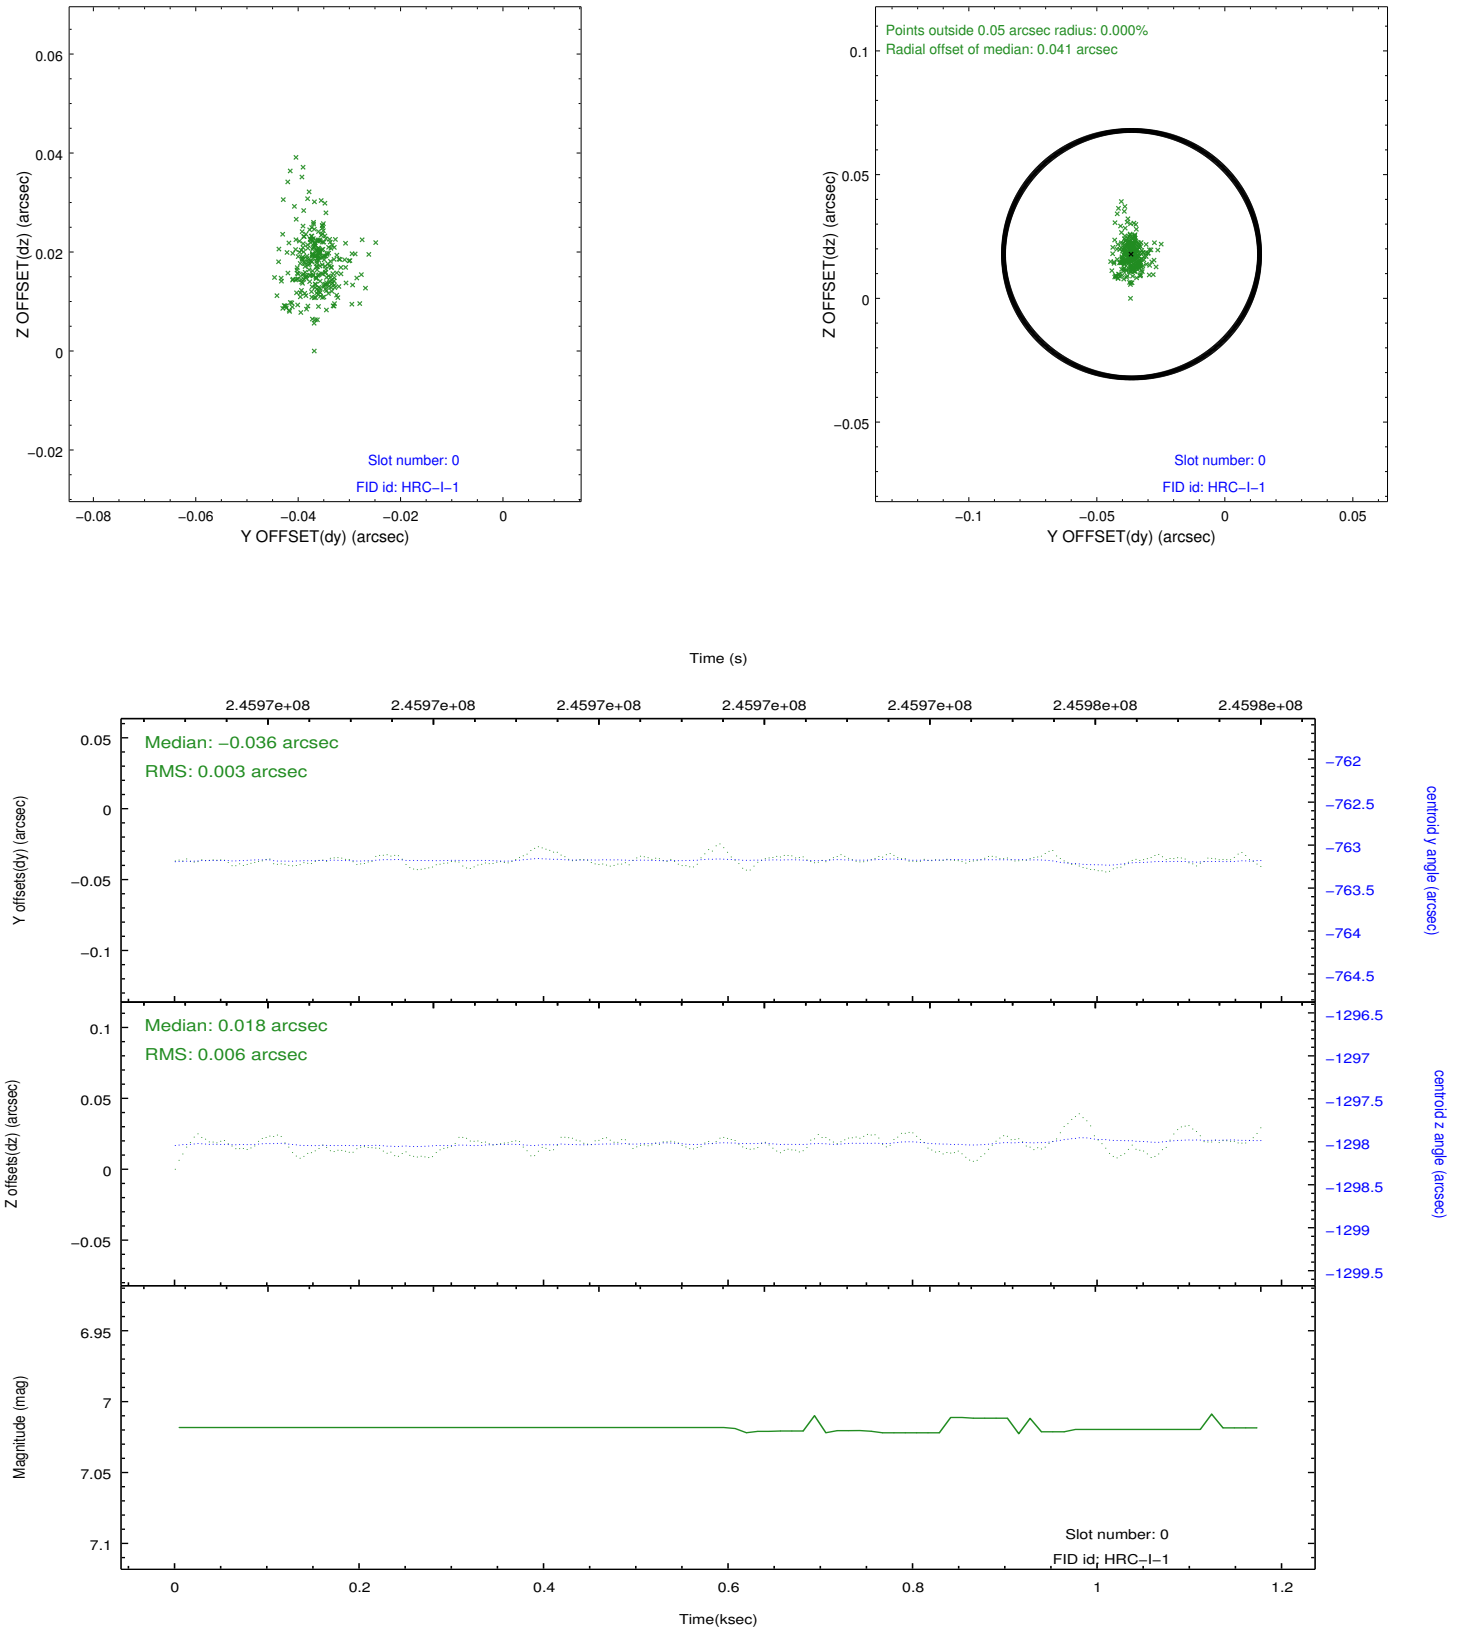 0.06
0.04
0.02
0
−0.02
Z OFFSET(dz) (arcsec)
Slot number: 0
FID id: HRC−I−1
−0.08 −0.06 −0.04 −0.02 0
Y OFFSET(dy) (arcsec)
Points outside 0.05 arcsec radius: 0.000%
Radial offset of median: 0.041 arcsec
0.1
0.05
0
−0.05
Z OFFSET(dz) (arcsec)
Slot number: 0
FID id: HRC−I−1
−0.1 −0.05 0 0.05
Y OFFSET(dy) (arcsec)
Time (s)
2.4597e+08 2.4597e+08 2.4597e+08 2.4597e+08 2.4597e+08 2.4598e+08 2.4598e+08
Median: −0.036 arcsec
RMS: 0.003 arcsec
0.05
0
−0.05
−0.1
Y offsets(dy) (arcsec)
−762
−762.5
−763
−763.5
−764
−764.5
centroid y angle (arcsec)
Median: 0.018 arcsec
RMS: 0.006 arcsec
0.1
0.05
0
−0.05
Z offsets(dz) (arcsec)
−1296.5
−1297
−1297.5
−1298
−1298.5
−1299
−1299.5
centroid z angle (arcsec)
6.95
7
7.05
7.1
Magnitude (mag)
Slot number: 0
FID id: HRC−I−1
0 0.2 0.4 0.6 0.8 1 1.2
Time(ksec)